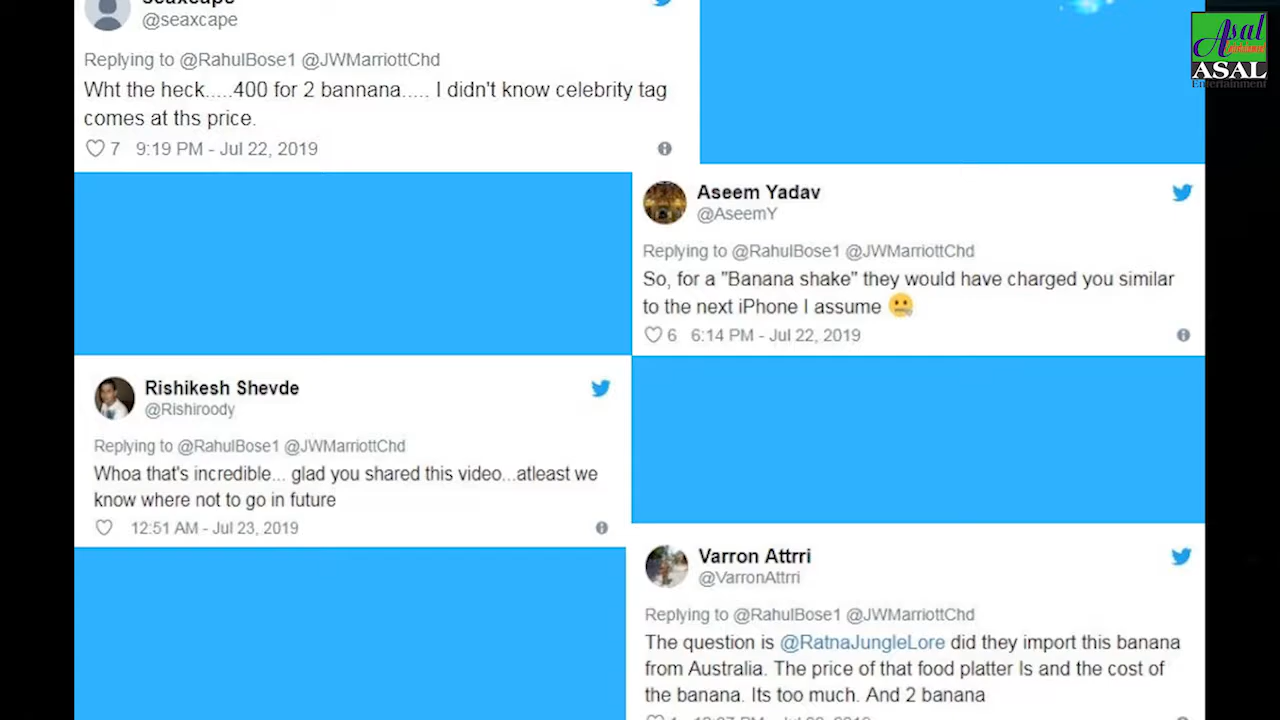 seaxcape
@seaxcape
Replying to @RahulBose1 @JWMarriottChd
Wht the heck.....400 for 2 bannana..... I didn't know celebrity tag
comes at ths price.
7 9:19 PM - Jul 22, 2019
Asal
ASAL
Entertainment
Aseem Yadav
@AseemY
Replying to @RahulBose1 @JWMarriottChd
So, for a "Banana shake" they would have charged you similar
to the next iPhone I assume 🤐
6 6:14 PM - Jul 22, 2019
Rishikesh Shevde
@Rishiroody
Replying to @RahulBose1 @JWMarriottChd
Whoa that's incredible... glad you shared this video...atleast we
know where not to go in future
12:51 AM - Jul 23, 2019
Varron Attrri
@VarronAttrri
Replying to @RahulBose1 @JWMarriottChd
The question is @RatnaJungleLore did they import this banana
from Australia. The price of that food platter Is and the cost of
the banana. Its too much. And 2 banana